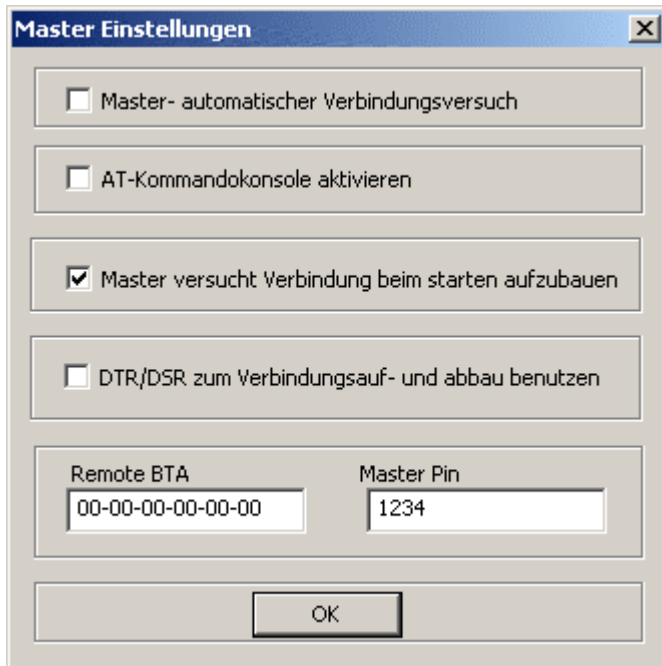 Master Einstellungen
Master- automatischer Verbindungsversuch
AT-Kommandokonsole aktivieren
Master versucht Verbindung beim starten aufzubauen
DTR/DSR zum Verbindungsauf- und abbau benutzen
Remote BTA
Master Pin
00-00-00-00-00-00
1234
OK